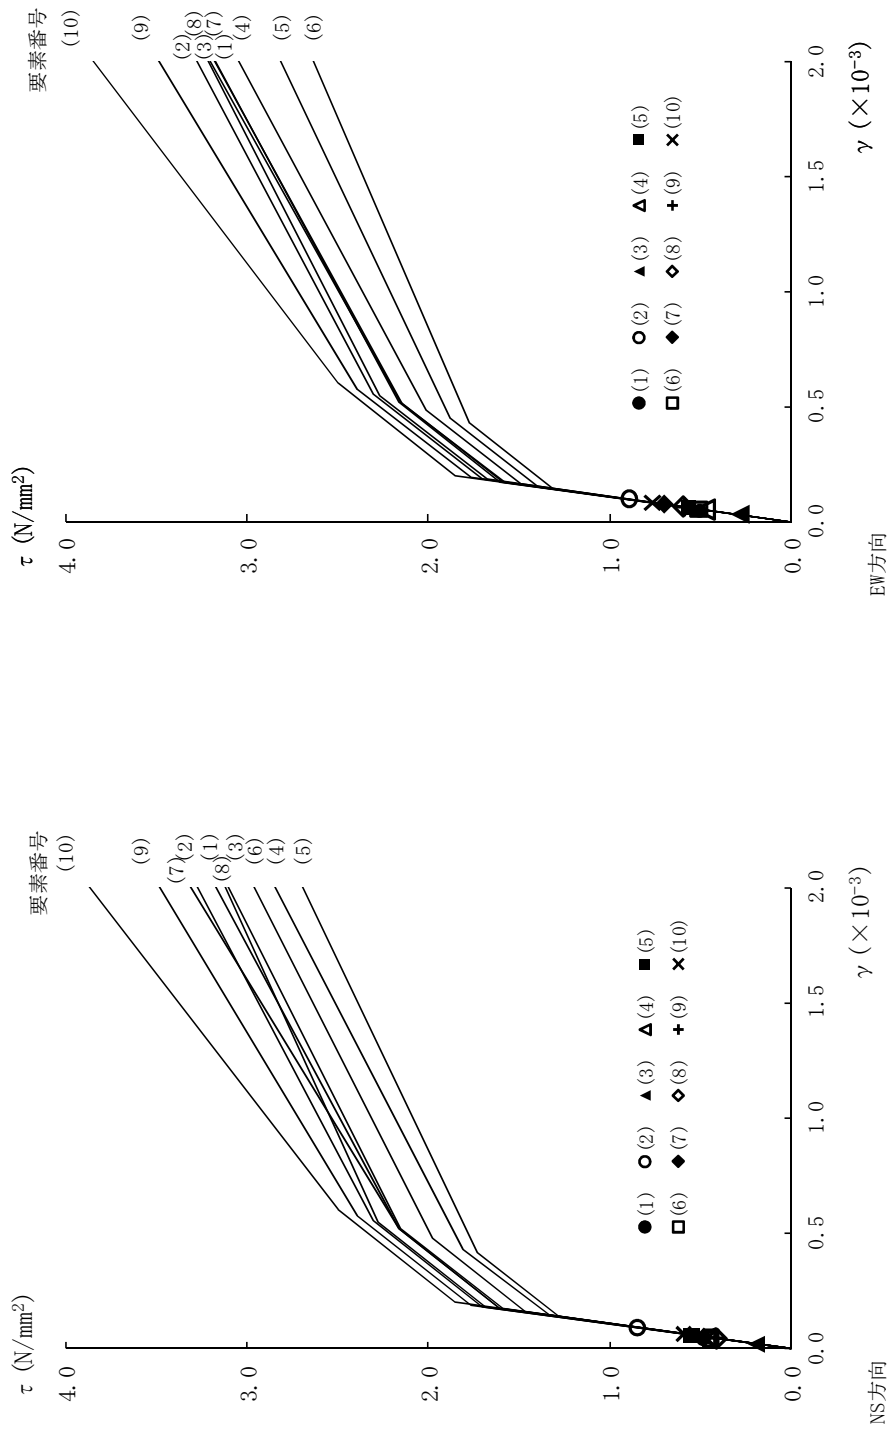 τ (N/mm²)
要素番号
4.0
3.0
2.0
1.0
0.0
(10)
(9)
(7)(2)
(1)
(8)(3)
(6)
(4)
(5)
●(1) ○(2) ▲(3) △(4) ■(5)
□(6) ◆(7) ◇(8) +(9) ×(10)
0.0 0.5 1.0 1.5 2.0
γ (×10⁻³)
NS方向
τ (N/mm²)
要素番号
4.0
3.0
2.0
1.0
0.0
(10)
(9)
(2)(8)
(3)(7)
(1)(4)
(5)
(6)
●(1) ○(2) ▲(3) △(4) ■(5)
□(6) ◆(7) ◇(8) +(9) ×(10)
0.0 0.5 1.0 1.5 2.0
γ (×10⁻³)
EW方向